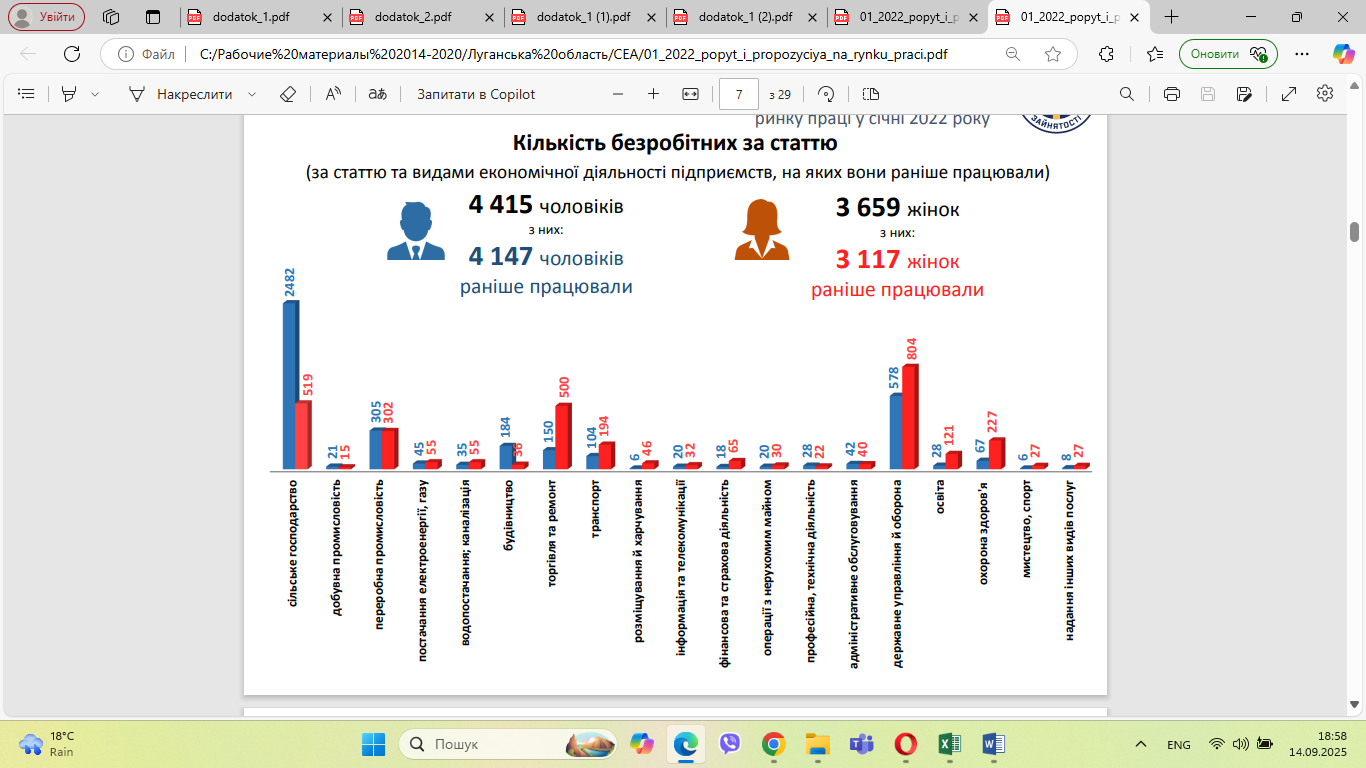 Увійти
dodatok_1.pdf
dodatok_2.pdf
dodatok_1 (1).pdf
dodatok_1 (2).pdf
01_2022_popyt_i_p
01_2022_popyt_i_p
Файл
C:/Рабочие%20материалы%202014-2020/Луганська%20область/СЕА/01_2022_popyt_i_propozyciya_na_rynku_praci.pdf
Оновити
Накреслити
Запитати в Copilot
7
з 29
ринку праці у січні 2022 року
ЗАЙНЯТОСТІ
Кількість безробітних за статтю
(за статтю та видами економічної діяльності підприємств, на яких вони раніше працювали)
4 415 чоловіків
з них:
4 147 чоловіків
раніше працювали
3 659 жінок
з них:
3 117 жінок
раніше працювали
2482
519
21
15
305
302
45
55
35
55
184
36
150
500
104
194
6
46
20
32
18
65
20
30
28
22
42
40
578
804
28
121
67
227
6
27
8
27
сільське господарство
добувна промисловість
переробна промисловість
постачання електроенергії, газу
водопостачання; каналізація
будівництво
торгівля та ремонт
транспорт
розміщування й харчування
інформація та телекомунікації
фінансова та страхова діяльність
операції з нерухомим майном
професійна, технічна діяльність
адміністративне обслуговування
державне управління й оборона
освіта
охорона здоров'я
мистецтво, спорт
надання інших видів послуг
18°C
Rain
Пошук
ENG
18:58
14.09.2025